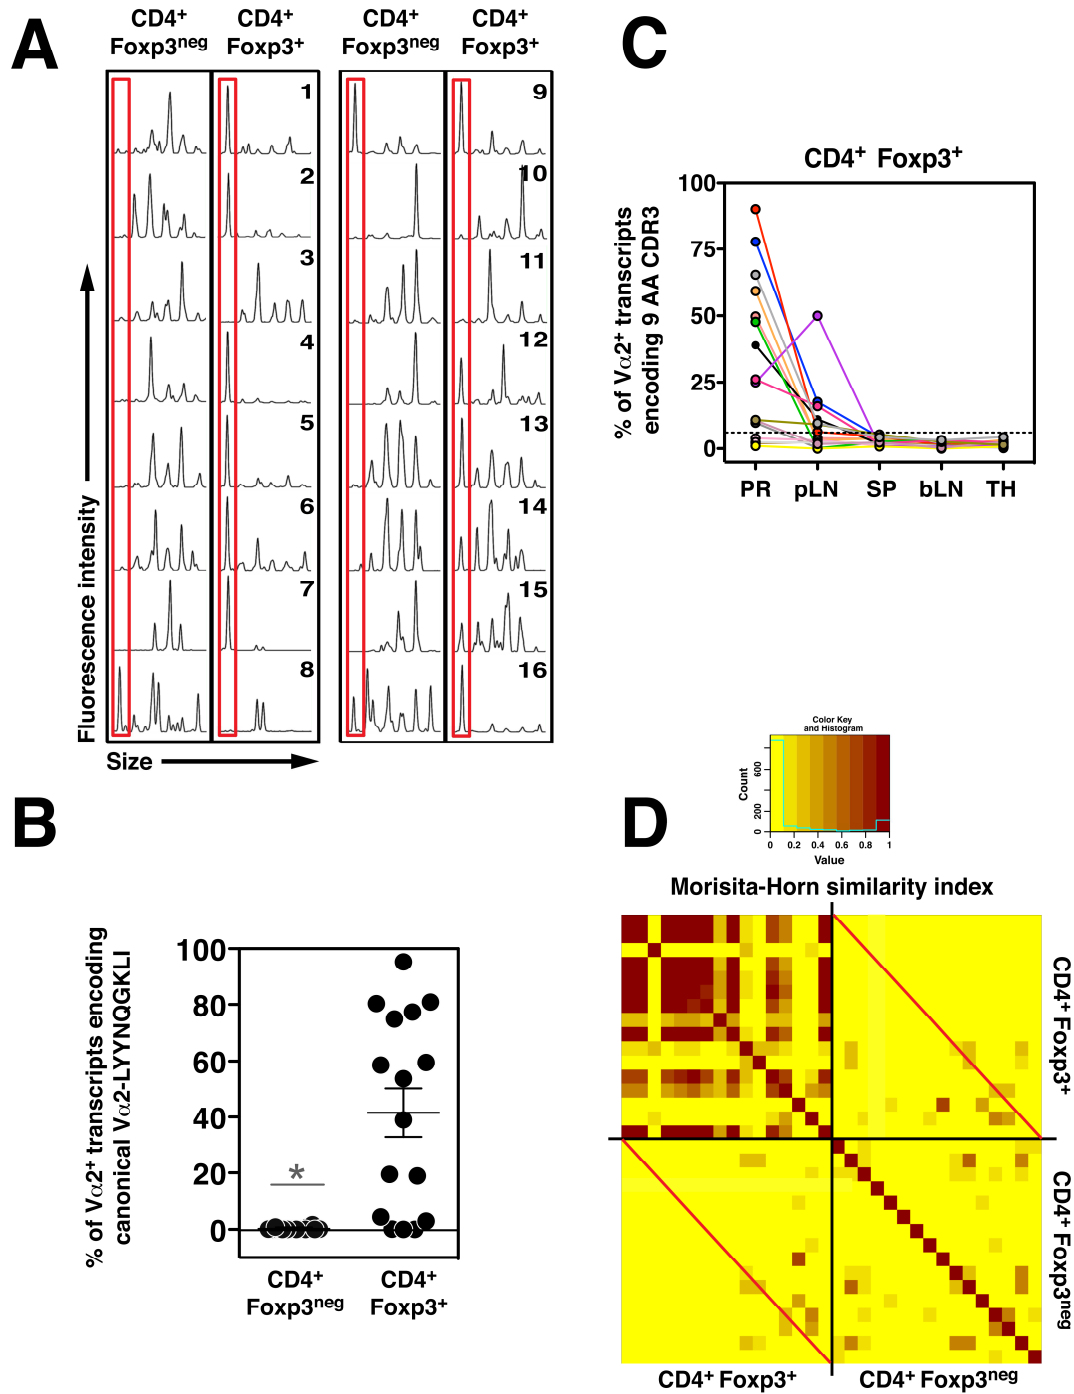 A
CD4+ CD4+ CD4+ CD4+
Foxp3neg Foxp3+ Foxp3neg Foxp3+
1 9
2 10
3 11
4 12
5 13
6 14
7 15
8 16
Fluorescence intensity
Size
C
CD4+ Foxp3+
% of Vα2+ transcripts
encoding 9 AA CDR3
100
75
50
25
0
PR pLN SP bLN TH
B
% of Vα2+ transcripts encoding
canonical Vα2-LYYNQGKLI
100
80
60
40
20
0
*
CD4+ CD4+
Foxp3neg Foxp3+
D
Color Key
and Histogram
Count
0 200 600
0 0.2 0.4 0.6 0.8 1
Value
Morisita-Horn similarity index
CD4+ Foxp3+
CD4+ Foxp3neg
CD4+ Foxp3+ CD4+ Foxp3neg